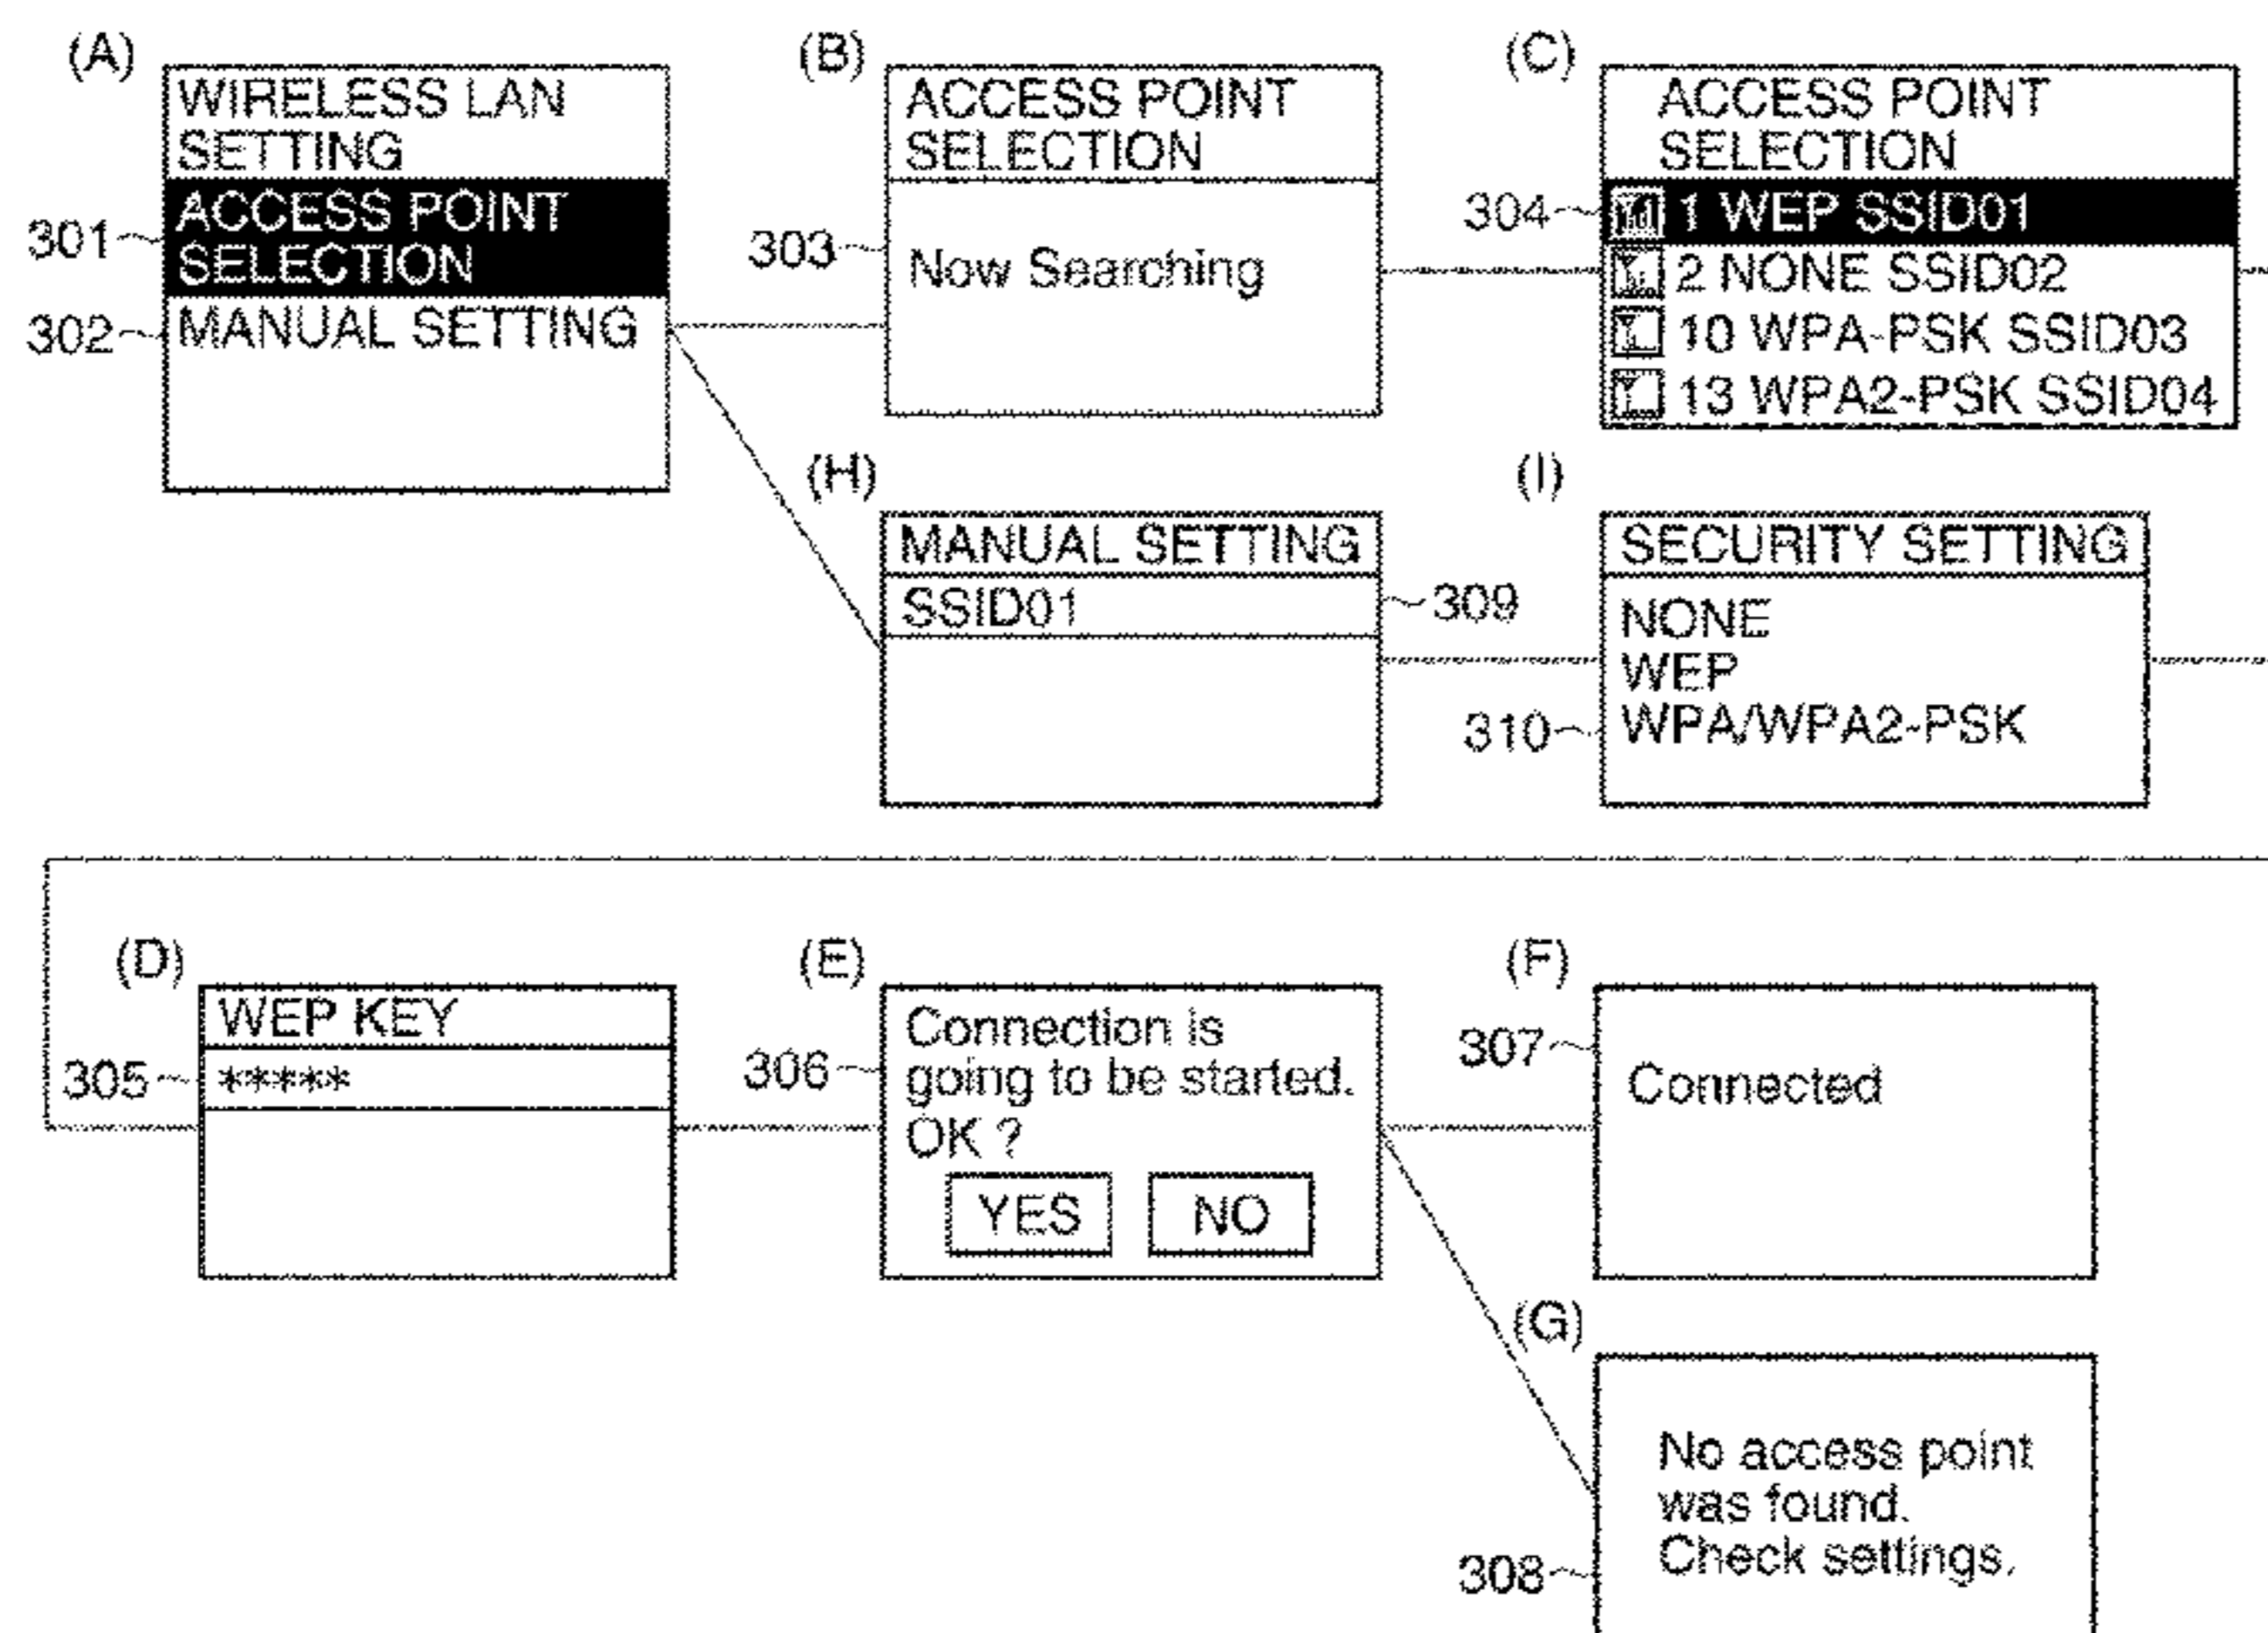 (A)
WIRELESS LAN
SETTING
301
ACCESS POINT
SELECTION
302
MANUAL SETTING
(B)
ACCESS POINT
SELECTION
303
Now Searching
(C)
ACCESS POINT
SELECTION
304
1 WEP SSID01
2 NONE SSID02
10 WPA-PSK SSID03
13 WPA2-PSK SSID04
(H)
MANUAL SETTING
SSID01
309
(I)
SECURITY SETTING
NONE
WEP
310
WPA/WPA2-PSK
(D)
WEP KEY
305
*****
(E)
306
Connection is
going to be started.
OK ?
YES NO
(F)
307
Connected
(G)
No access point
was found.
Check settings.
308